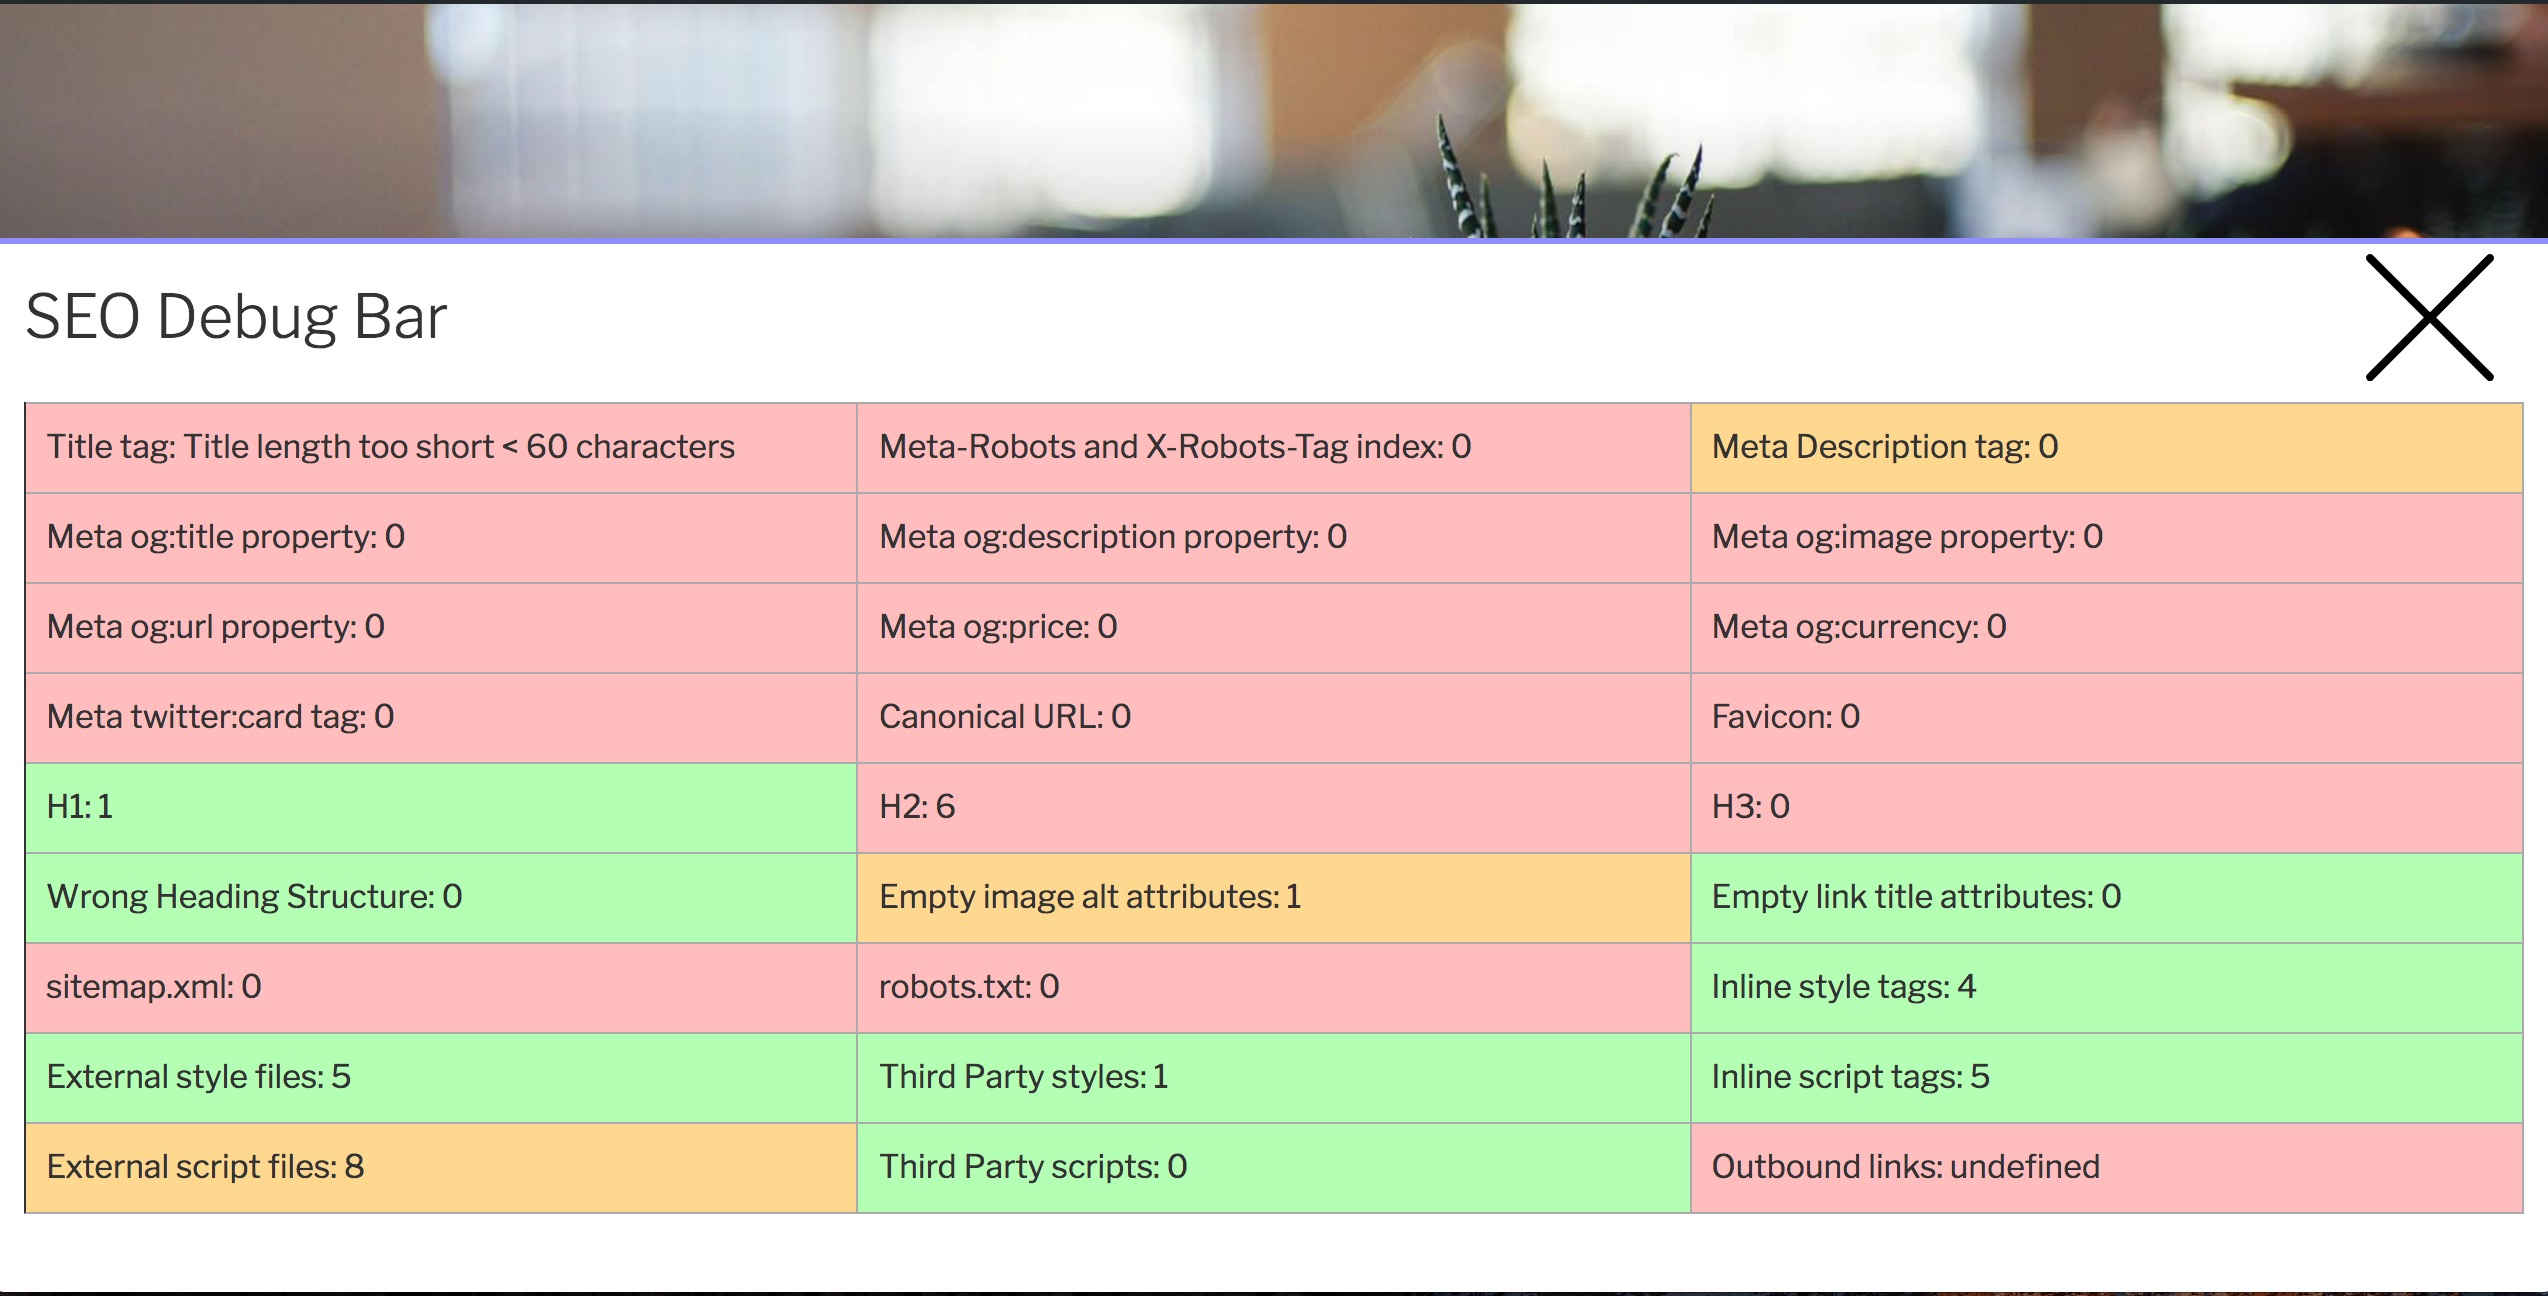 SEO Debug Bar
Title tag: Title length too short < 60 characters
Meta-Robots and X-Robots-Tag index: 0
Meta Description tag: 0
Meta og:title property: 0
Meta og:description property: 0
Meta og:image property: 0
Meta og:url property: 0
Meta og:price: 0
Meta og:currency: 0
Meta twitter:card tag: 0
Canonical URL: 0
Favicon: 0
H1: 1
H2: 6
H3: 0
Wrong Heading Structure: 0
Empty image alt attributes: 1
Empty link title attributes: 0
sitemap.xml: 0
robots.txt: 0
Inline style tags: 4
External style files: 5
Third Party styles: 1
Inline script tags: 5
External script files: 8
Third Party scripts: 0
Outbound links: undefined